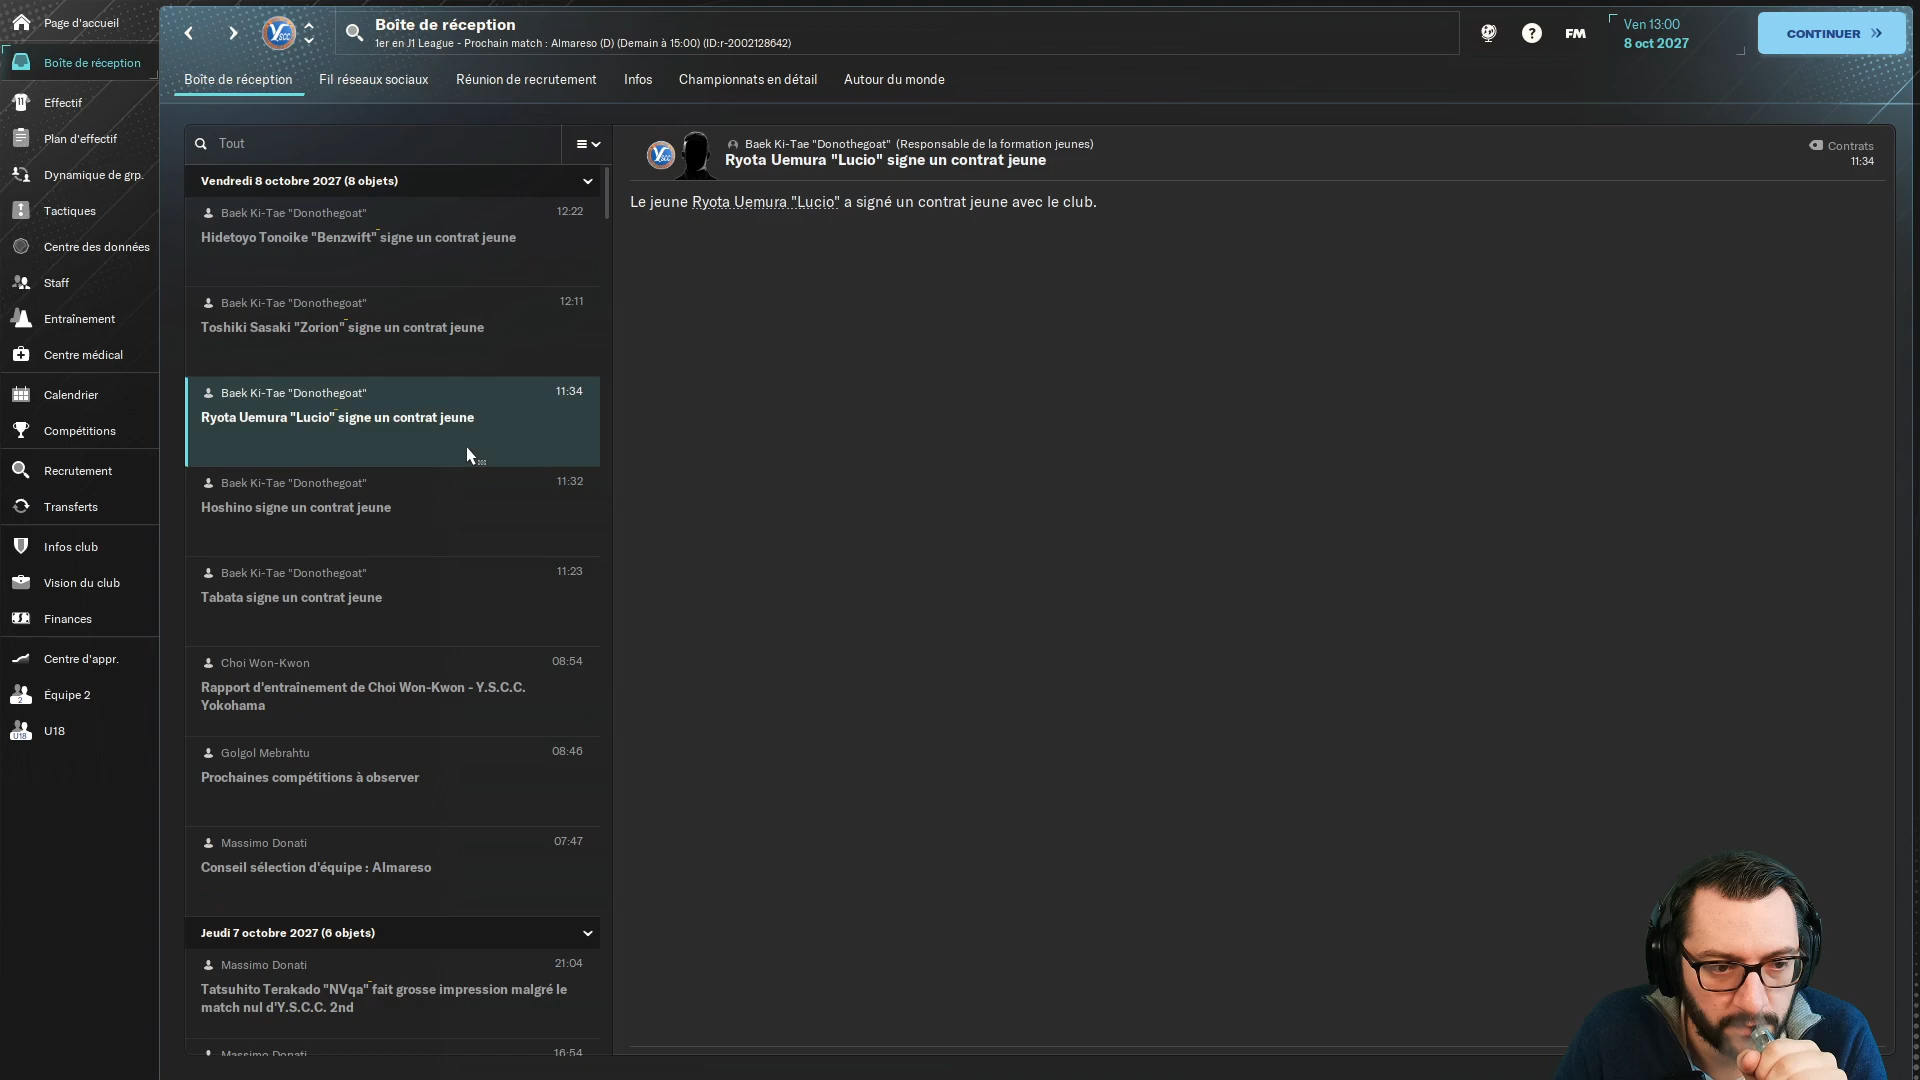 Page d'accueil
Boîte de réception
Effectif
Plan d'effectif
Dynamique de grp.
Tactiques
Centre des données
Staff
Entraînement
Centre médical
Calendrier
Compétitions
Recrutement
Transferts
Infos club
Vision du club
Finances
Centre d'appr.
Équipe 2
U18
Boîte de réception
1er en J1 League - Prochain match : Almareso (D) (Demain à 15:00) (ID:r-2002128642)
FM
Ven 13:00
8 oct 2027
CONTINUER
Boîte de réception
Fil réseaux sociaux
Réunion de recrutement
Infos
Championnats en détail
Autour du monde
Tout
Vendredi 8 octobre 2027 (8 objets)
Baek Ki-Tae "Donothegoat" 12:22
Hidetoyo Tonoike "Benzwift" signe un contrat jeune
Baek Ki-Tae "Donothegoat" 12:11
Toshiki Sasaki "Zorion" signe un contrat jeune
Baek Ki-Tae "Donothegoat" 11:34
Ryota Uemura "Lucio" signe un contrat jeune
Baek Ki-Tae "Donothegoat" 11:32
Hoshino signe un contrat jeune
Baek Ki-Tae "Donothegoat" 11:23
Tabata signe un contrat jeune
Choi Won-Kwon 08:54
Rapport d'entraînement de Choi Won-Kwon - Y.S.C.C.
Yokohama
Golgol Mebrahtu 08:46
Prochaines compétitions à observer
Massimo Donati 07:47
Conseil sélection d'équipe : Almareso
Jeudi 7 octobre 2027 (6 objets)
Massimo Donati 21:04
Tatsuhito Terakado "NVqa" fait grosse impression malgré le
match nul d'Y.S.C.C. 2nd
Massimo Donati 16:54
Baek Ki-Tae "Donothegoat" (Responsable de la formation jeunes)
Ryota Uemura "Lucio" signe un contrat jeune
Contrats
11:34
Le jeune Ryota Uemura "Lucio" a signé un contrat jeune avec le club.